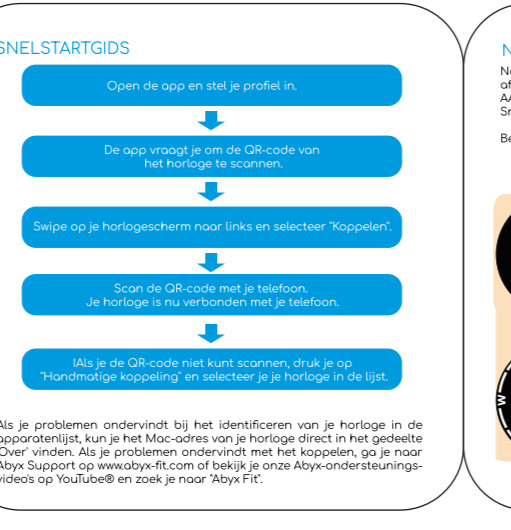 SNELSTARTGIDS
Open de app en stel je profiel in.
De app vraagt je om de QR-code van
het horloge te scannen.
Swipe op je horlogescherm naar links en selecteer "Koppelen".
Scan de QR-code met je telefoon.
Je horloge is nu verbonden met je telefoon.
IAls je de QR-code niet kunt scannen, druk je op
"Handmatige koppeling" en selecteer je je horloge in de lijst.
Als je problemen ondervindt bij het identificeren van je horloge in de
apparatenlijst, kun je het Mac-adres van je horloge direct in het gedeelte
'Over' vinden. Als je problemen ondervindt met het koppelen, ga je naar
Abyx Support op www.abyx-fit.com of bekijk je onze Abyx-ondersteunings-
video's op YouTube® en zoek je naar "Abyx Fit".
W